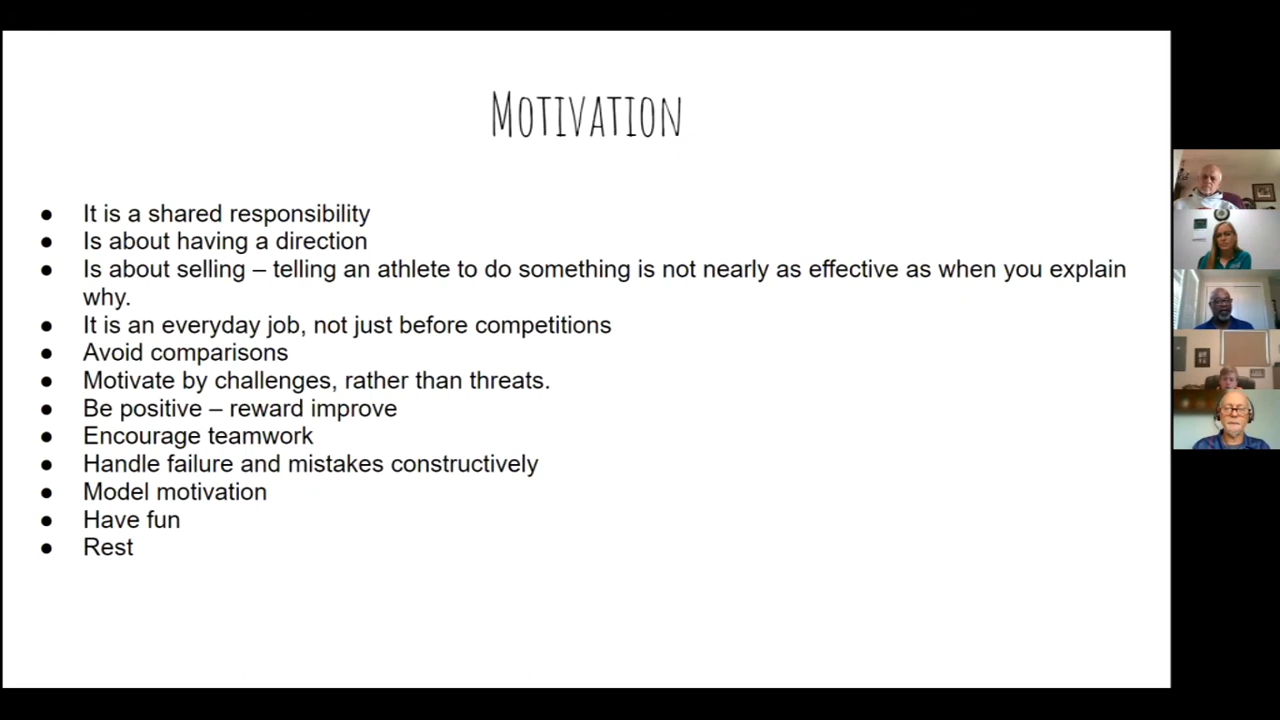 MOTIVATION
● It is a shared responsibility
● Is about having a direction
● Is about selling – telling an athlete to do something is not nearly as effective as when you explain
why.
● It is an everyday job, not just before competitions
● Avoid comparisons
● Motivate by challenges, rather than threats.
● Be positive – reward improve
● Encourage teamwork
● Handle failure and mistakes constructively
● Model motivation
● Have fun
● Rest